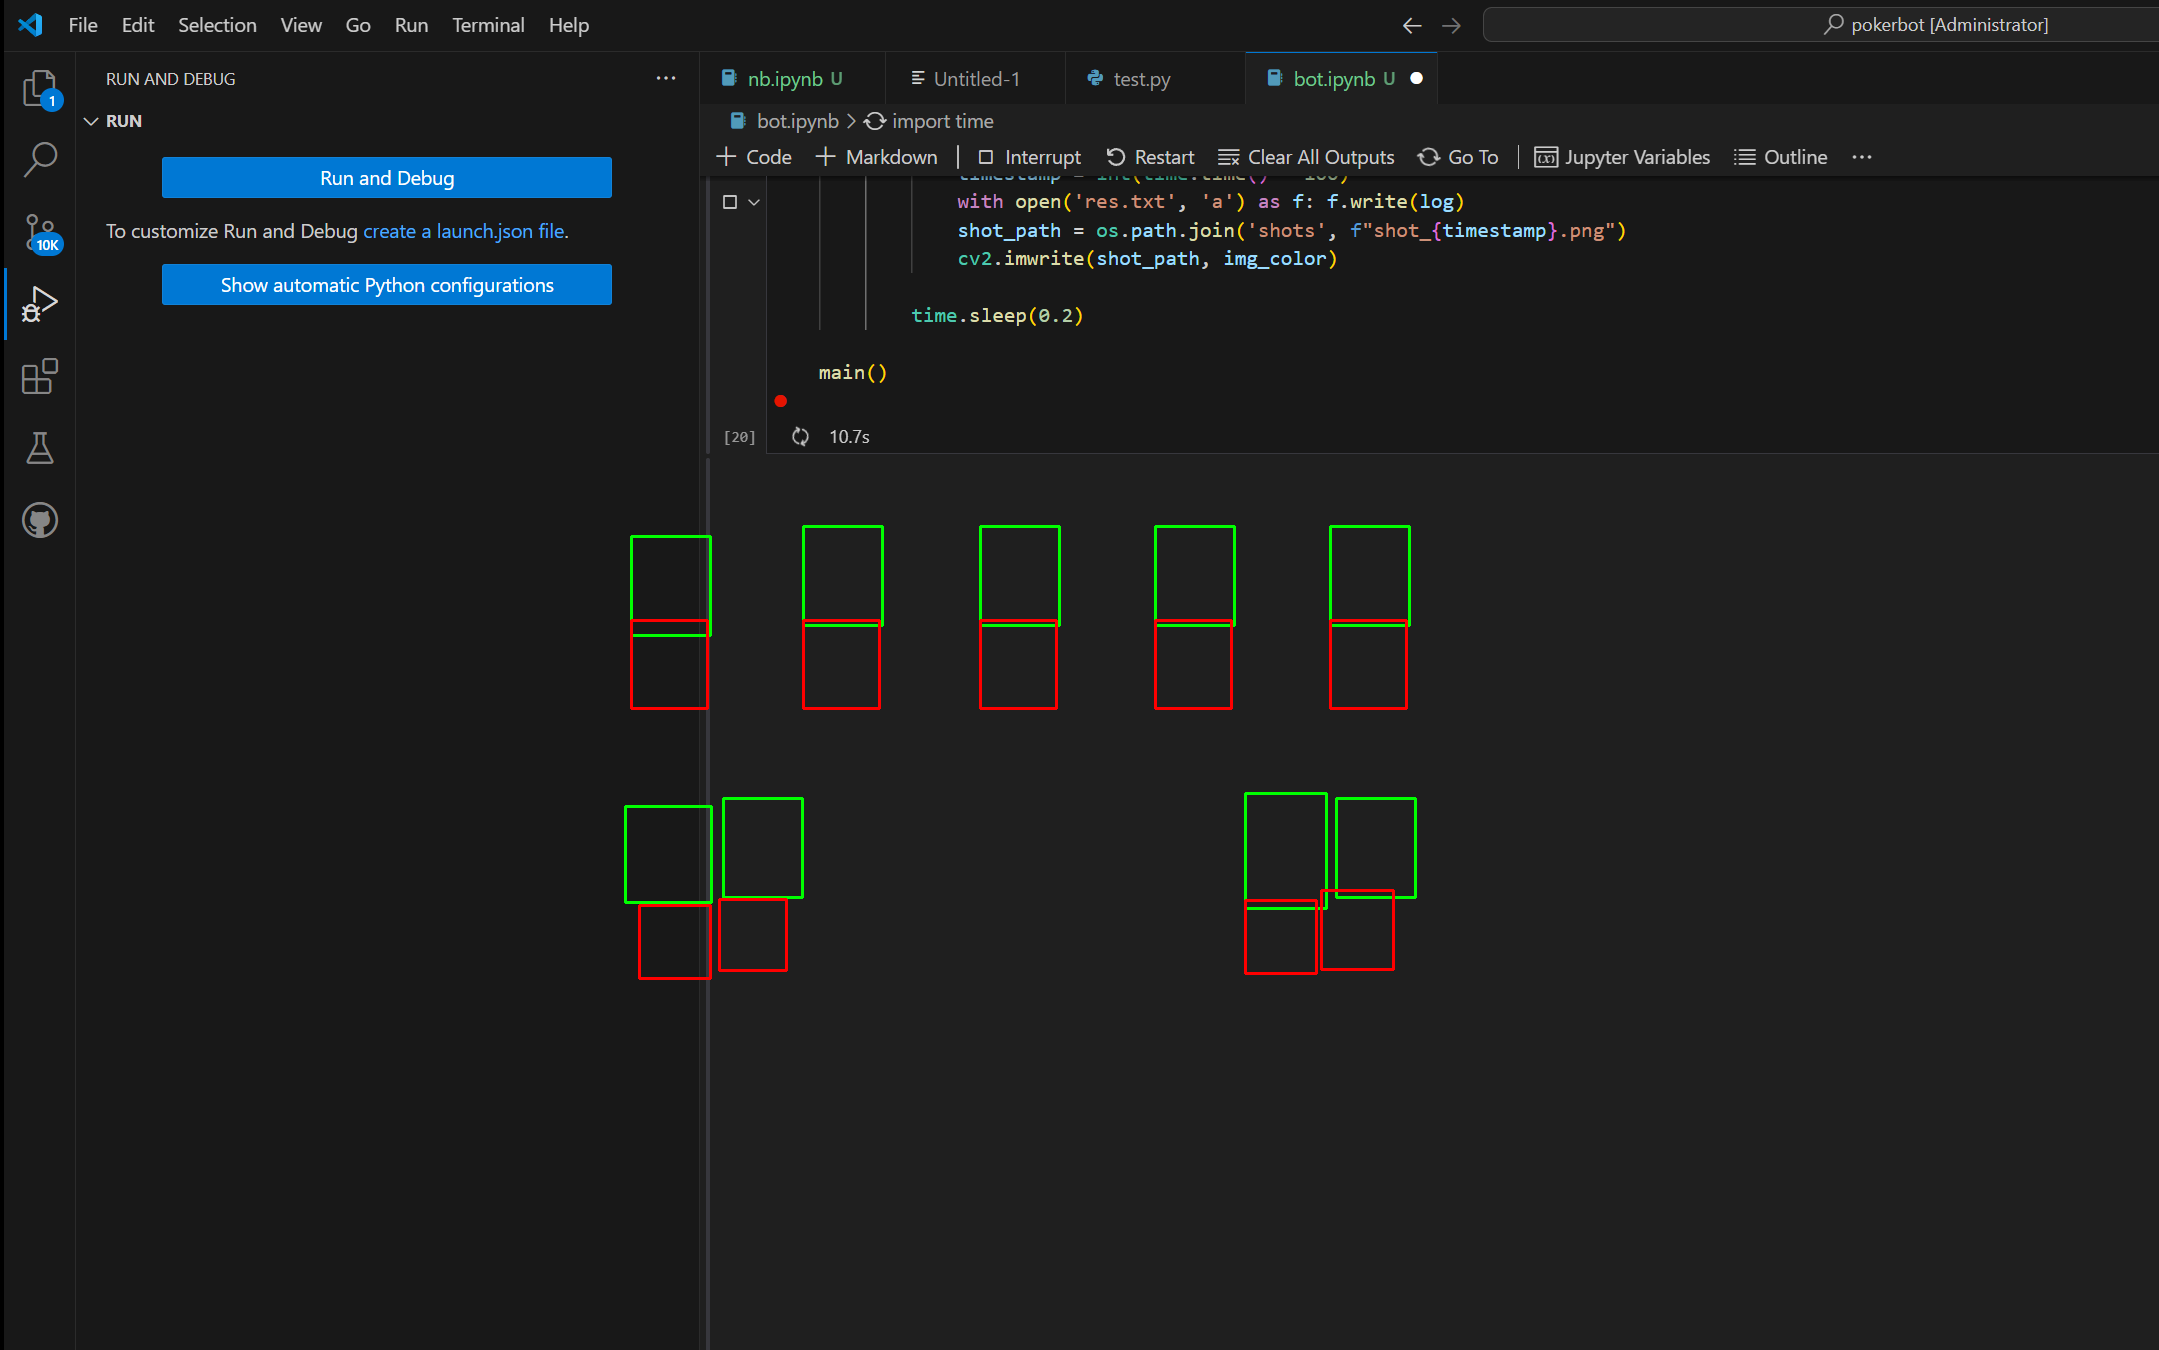 File Edit Selection View Go Run Terminal Help
pokerbot [Administrator]
RUN AND DEBUG
nb.ipynb U
Untitled-1
test.py
bot.ipynb U
1
RUN
bot.ipynb > import time
Code Markdown Interrupt Restart Clear All Outputs Go To Jupyter Variables Outline
Run and Debug
with open('res.txt', 'a') as f: f.write(log)
To customize Run and Debug create a launch.json file.
shot_path = os.path.join('shots', f"shot_{timestamp}.png")
10K
cv2.imwrite(shot_path, img_color)
Show automatic Python configurations
time.sleep(0.2)
main()
[20] 10.7s